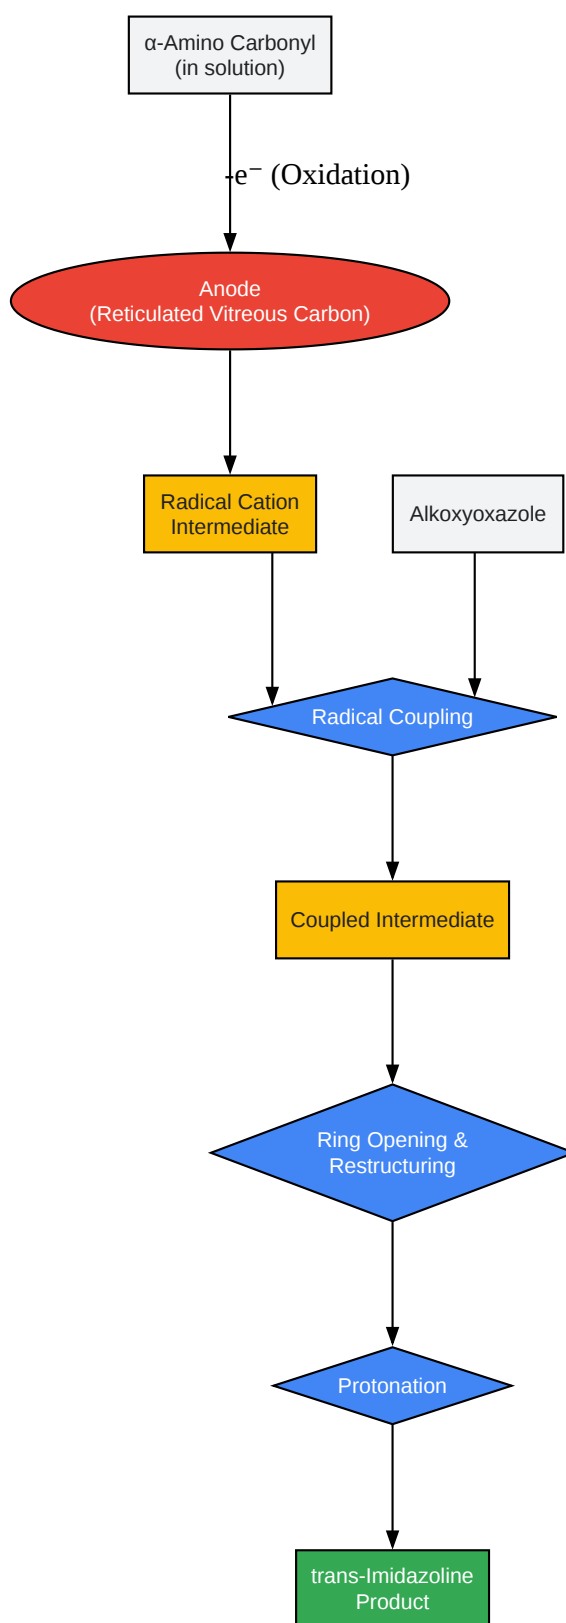 α-Amino Carbonyl
(in solution)
-e⁻ (Oxidation)
Anode
(Reticulated Vitreous Carbon)
Radical Cation
Intermediate
Alkoxyoxazole
Radical Coupling
Coupled Intermediate
Ring Opening &
Restructuring
Protonation
trans-Imidazoline
Product